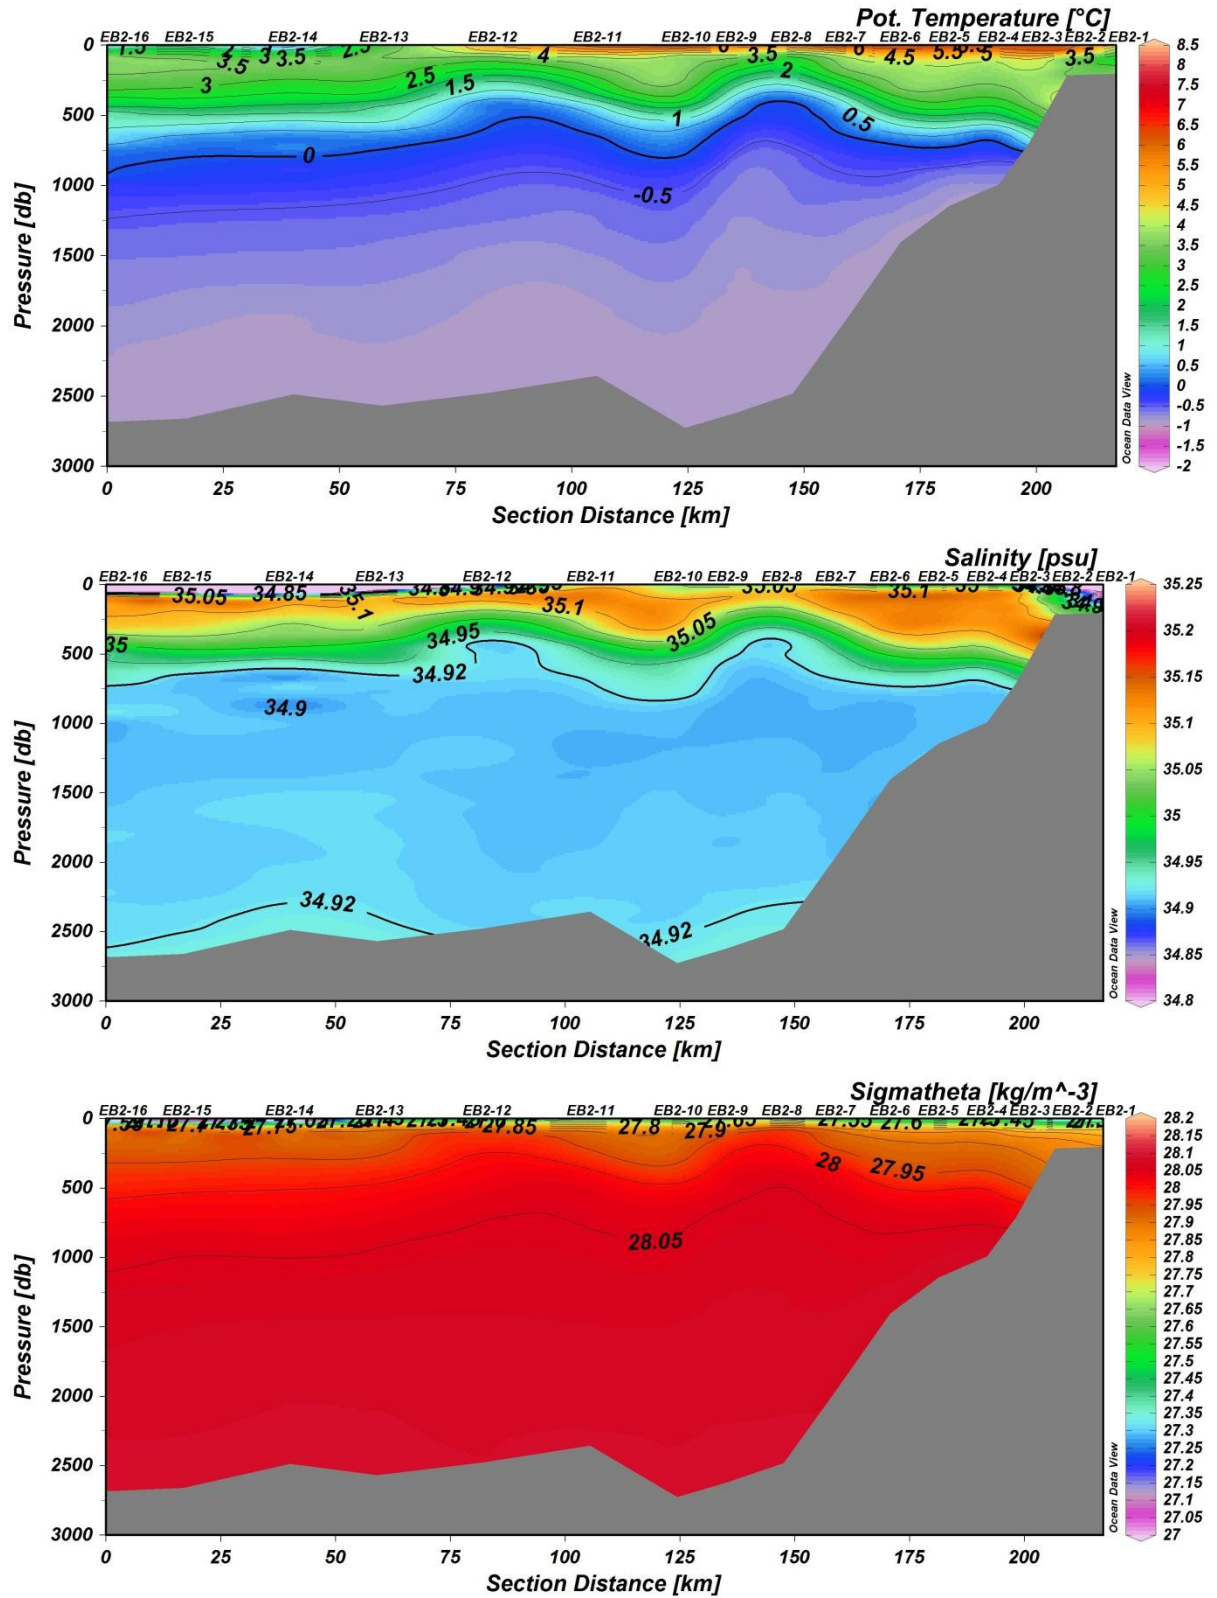 Pot. Temperature [°C]
EB2-16 EB2-15 EB2-14 EB2-13 EB2-12 EB2-11 EB2-10 EB2-9 EB2-8 EB2-7 EB2-6 EB2-5 EB2-4 EB2-3 EB2-2 EB2-1
0 500 1000 1500 2000 2500 3000
Pressure [db]
1.5 2 3 3.5 2.5
3.5 3 2.5 1.5 4 1 3.5 2 0.5 6 4.5 5.5 5 3.5
0 -0.5
8.5 8 7.5 7 6.5 6 5.5 5 4.5 4 3.5 3 2.5 2 1.5 1 0.5 0 -0.5 -1 -1.5 -2
Ocean Data View
0 25 50 75 100 125 150 175 200
Section Distance [km]
Salinity [psu]
EB2-16 EB2-15 EB2-14 EB2-13 EB2-12 EB2-11 EB2-10 EB2-9 EB2-8 EB2-7 EB2-6 EB2-5 EB2-4 EB2-3 EB2-2 EB2-1
0 500 1000 1500 2000 2500 3000
Pressure [db]
35.05 34.85 35.1 35.1 35.05 35.05 35.1
35 34.95 34.92
34.9
34.92 34.92
35.25 35.2 35.15 35.1 35.05 35 34.95 34.9 34.85 34.8
Ocean Data View
0 25 50 75 100 125 150 175 200
Section Distance [km]
Sigmatheta [kg/m^-3]
EB2-16 EB2-15 EB2-14 EB2-13 EB2-12 EB2-11 EB2-10 EB2-9 EB2-8 EB2-7 EB2-6 EB2-5 EB2-4 EB2-3 EB2-2 EB2-1
0 500 1000 1500 2000 2500 3000
Pressure [db]
27.75 27.85 27.8 27.9 27.6
28 27.95
28.05
28.2 28.15 28.1 28.05 28 27.95 27.9 27.85 27.8 27.75 27.7 27.65 27.6 27.55 27.5 27.45 27.4 27.35 27.3 27.25 27.2 27.15 27.1 27.05 27
Ocean Data View
0 25 50 75 100 125 150 175 200
Section Distance [km]